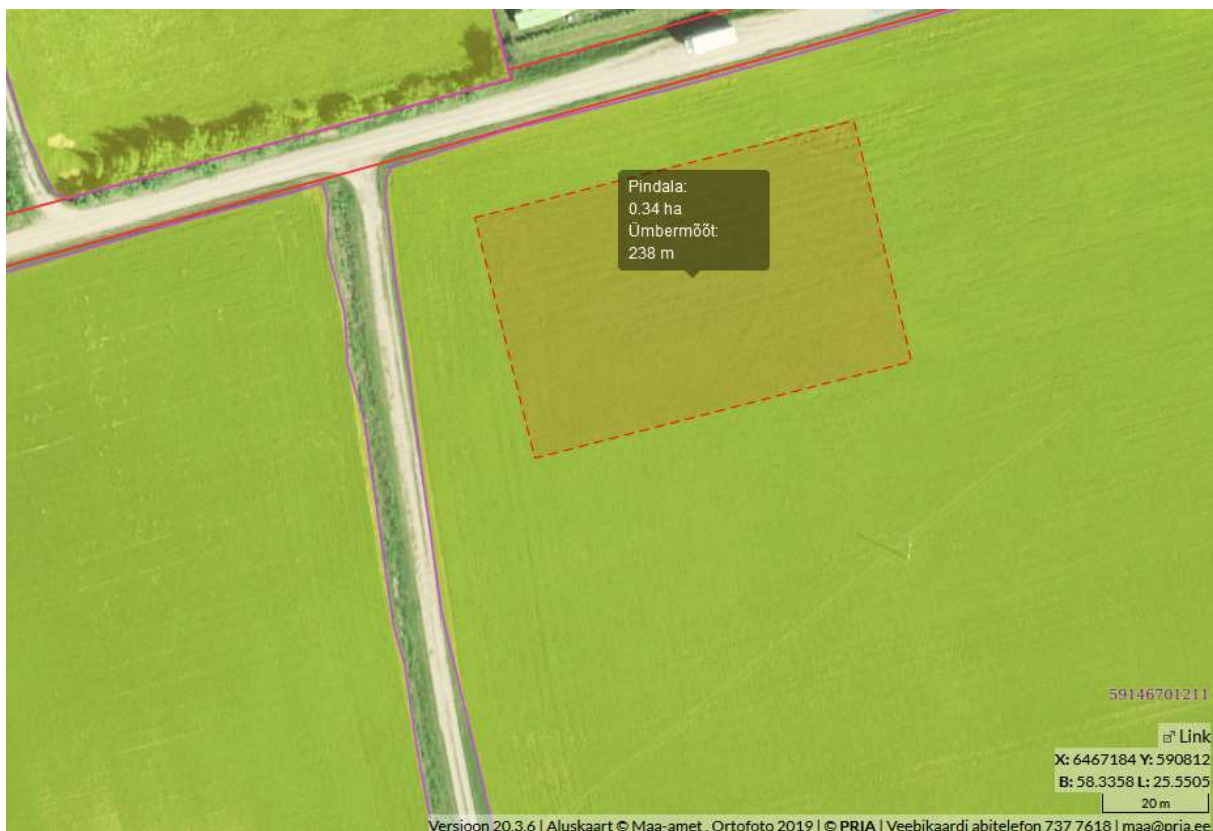 Pindala:
0.34 ha
Ümbermõõt:
238 m
59146701211
Link
X: 6467184 Y: 590812
B: 58.3358 L: 25.5505
20 m
Versioon 20.3.6 | Aluskaart © Maa-amet , Ortofoto 2019 | © PRIA | Veebikaardi abitelefon 737 7618 | maa@pria.ee